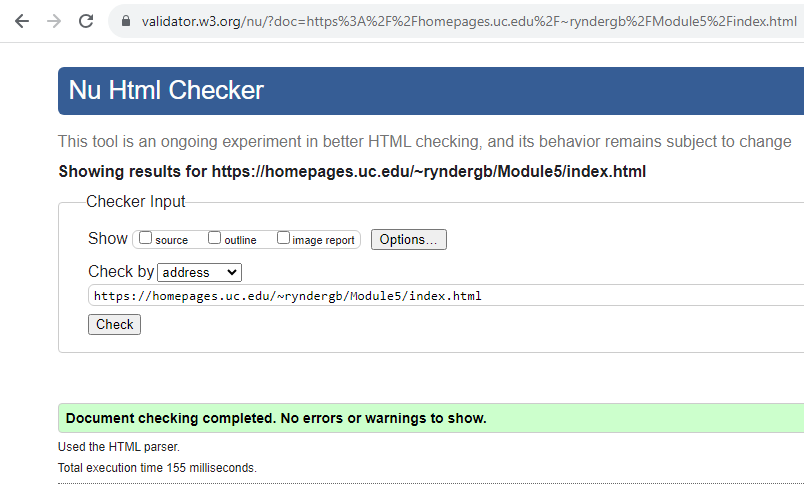 validator.w3.org/nu/?doc=https%3A%2F%2Fhomepages.uc.edu%2F~ryndergb%2FModule5%2Findex.html
Nu Html Checker
This tool is an ongoing experiment in better HTML checking, and its behavior remains subject to change
Showing results for https://homepages.uc.edu/~ryndergb/Module5/index.html
Checker Input
Show source outline image report Options...
Check by address
https://homepages.uc.edu/~ryndergb/Module5/index.html
Check
Document checking completed. No errors or warnings to show.
Used the HTML parser.
Total execution time 155 milliseconds.